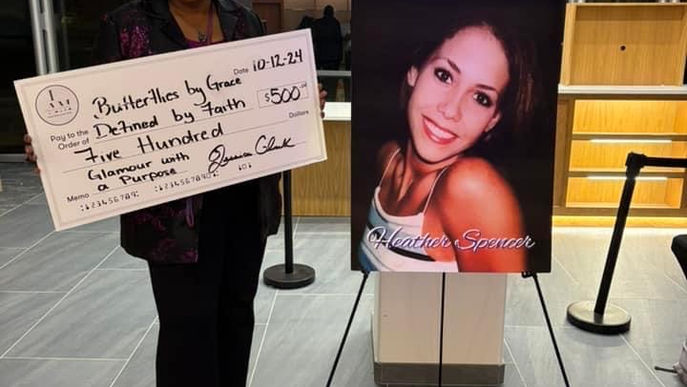 I
AM
Date 10-12-24
Butterflies by Grace
Pay to the
Order of
Defined by Faith
$500.00
Five Hundred
Dollars
Glamour with
a Purpose
Memo
Heather Spencer